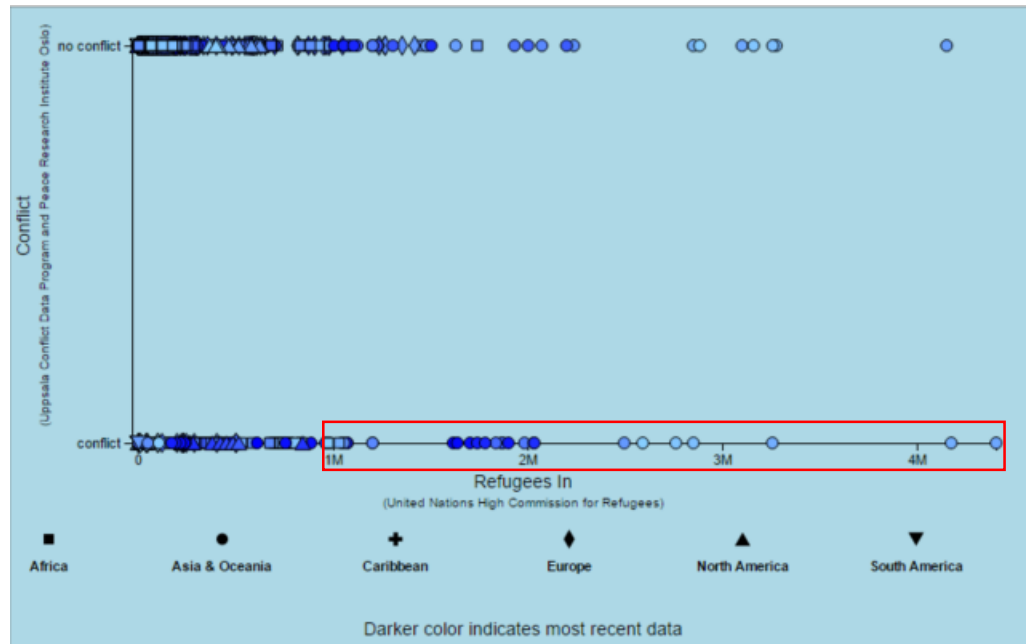 Conflict
(Uppsala Conflict Data Program and Peace Research Institute Oslo)
no conflict
conflict
0
1M
2M
3M
4M
Refugees In
(United Nations High Commission for Refugees)
Africa
Asia & Oceania
Caribbean
Europe
North America
South America
Darker color indicates most recent data